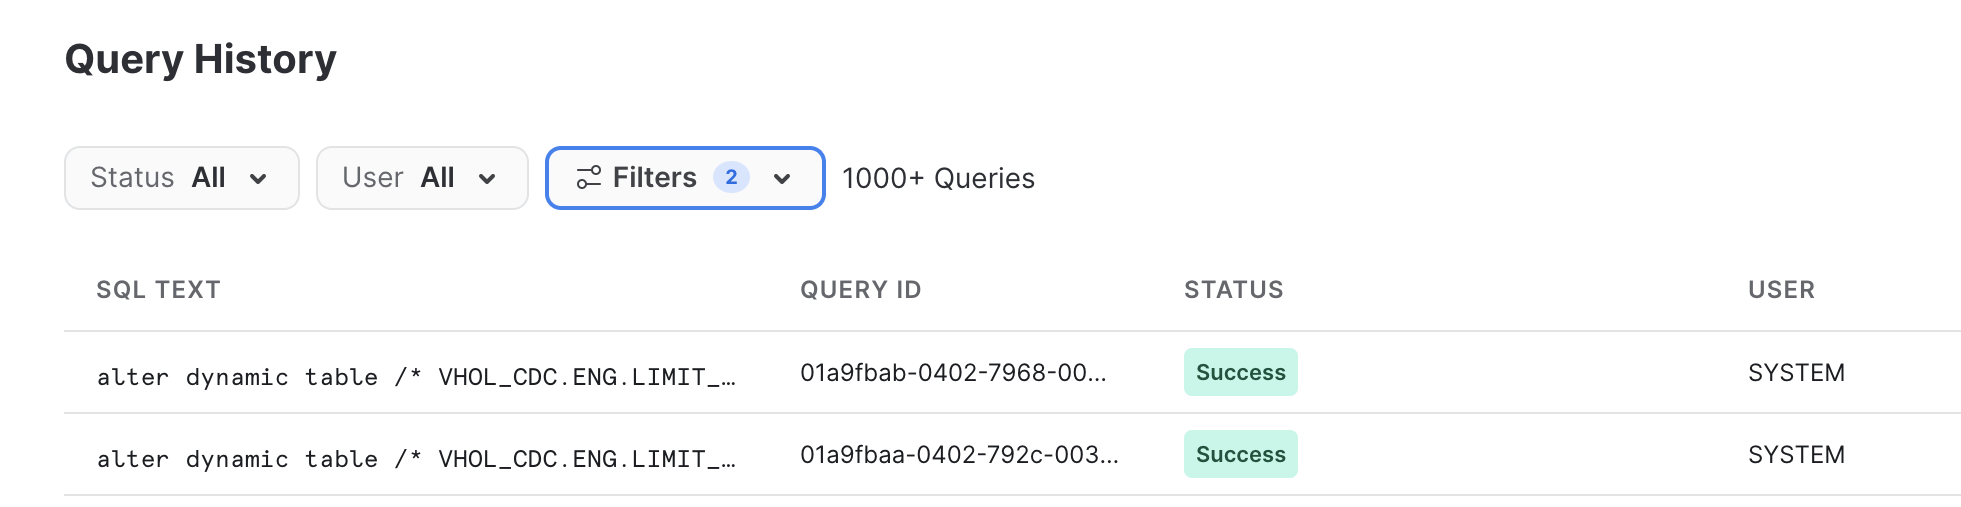 Query History
Status All User All Filters 2 1000+ Queries
SQL TEXT QUERY ID STATUS USER
alter dynamic table /* VHOL_CDC.ENG.LIMIT_… 01a9fbab-0402-7968-00... Success SYSTEM
alter dynamic table /* VHOL_CDC.ENG.LIMIT_… 01a9fbaa-0402-792c-003... Success SYSTEM